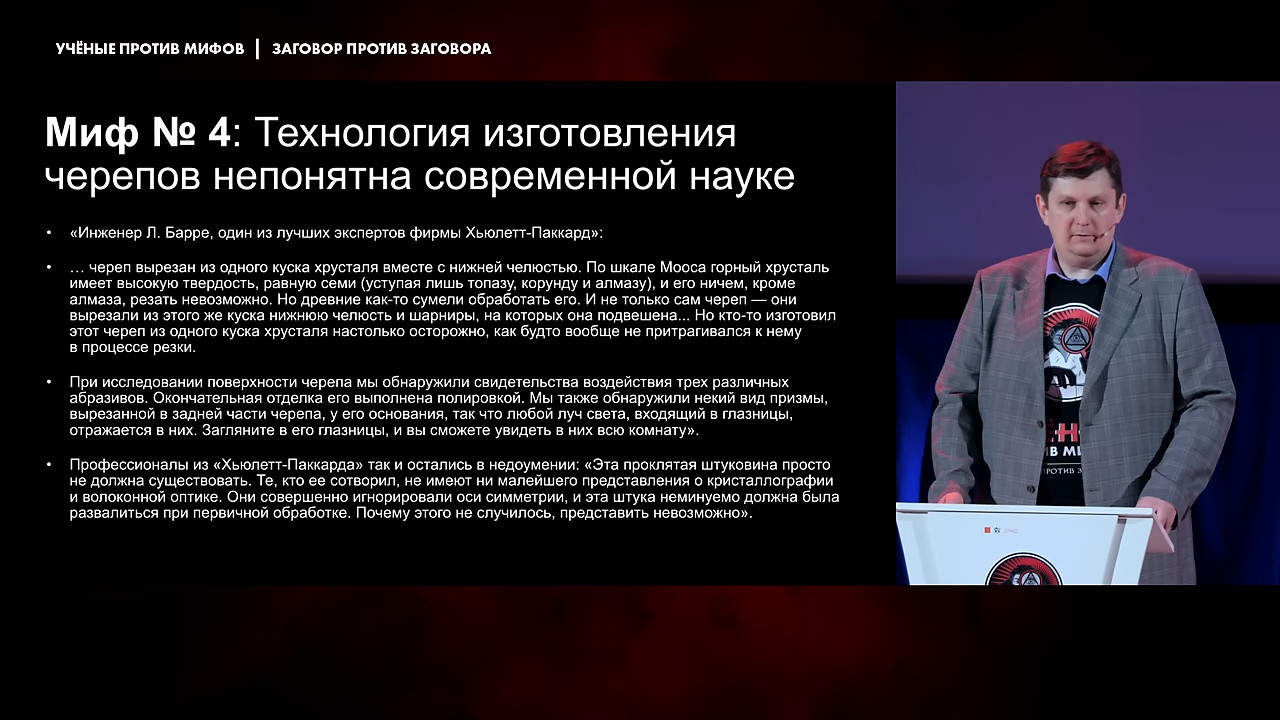 УЧЁНЫЕ ПРОТИВ МИФОВ | ЗАГОВОР ПРОТИВ ЗАГОВОРА
Миф № 4: Технология изготовления
черепов непонятна современной науке
• «Инженер Л. Барре, один из лучших экспертов фирмы Хьюлетт-Паккард»:
• … череп вырезан из одного куска хрусталя вместе с нижней челюстью. По шкале Мооса горный хрусталь
имеет высокую твердость, равную семи (уступая лишь топазу, корунду и алмазу), и его ничем, кроме
алмаза, резать невозможно. Но древние как-то сумели обработать его. И не только сам череп — они
вырезали из этого же куска нижнюю челюсть и шарниры, на которых она подвешена... Но кто-то изготовил
этот череп из одного куска хрусталя настолько осторожно, как будто вообще не притрагивался к нему
в процессе резки.
• При исследовании поверхности черепа мы обнаружили свидетельства воздействия трех различных
абразивов. Окончательная отделка его выполнена полировкой. Мы также обнаружили некий вид призмы,
вырезанной в задней части черепа, у его основания, так что любой луч света, входящий в глазницы,
отражается в них. Загляните в его глазницы, и вы сможете увидеть в них всю комнату».
• Профессионалы из «Хьюлетт-Паккарда» так и остались в недоумении: «Эта проклятая штуковина просто
не должна существовать. Те, кто ее сотворил, не имеют ни малейшего представления о кристаллографии
и волоконной оптике. Они совершенно игнорировали оси симметрии, и эта штука неминуемо должна была
развалиться при первичной обработке. Почему этого не случилось, представить невозможно».